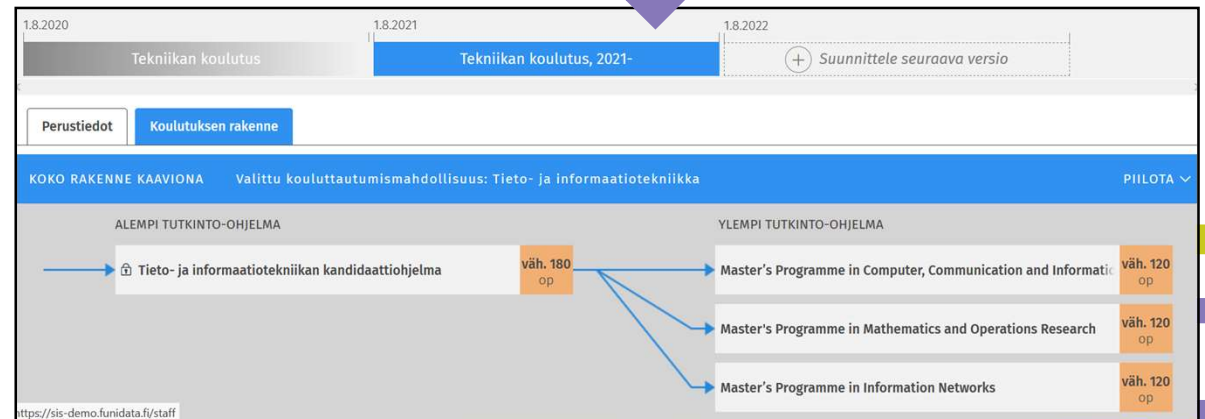 1.8.2020 1.8.2021 1.8.2022
Tekniikan koulutus Tekniikan koulutus, 2021- + Suunnittele seuraava versio
Perustiedot Koulutuksen rakenne
KOKO RAKENNE KAAVIONA Valittu kouluttautumismahdollisuus: Tieto- ja informaatiotekniikka PIILOTA
ALEMPI TUTKINTO-OHJELMA YLEMPI TUTKINTO-OHJELMA
Tieto- ja informaatiotekniikan kandidaattiohjelma väh. 180 op
Master’s Programme in Computer, Communication and Informatic väh. 120 op
Master's Programme in Mathematics and Operations Research väh. 120 op
Master’s Programme in Information Networks väh. 120 op
https://sis-demo.funidata.fi/staff